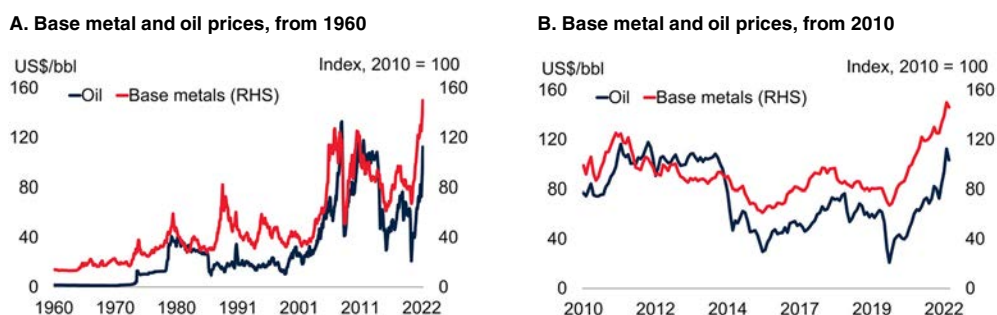 A. Base metal and oil prices, from 1960
US$/bbl
Index, 2010 = 100
160
160
Oil
Base metals (RHS)
120
120
80
80
40
40
0
0
1960 1970 1980 1991 2001 2011 2022
B. Base metal and oil prices, from 2010
US$/bbl
Index, 2010 = 100
160
160
Oil
Base metals (RHS)
120
120
80
80
40
40
0
0
2010 2012 2014 2017 2019 2022